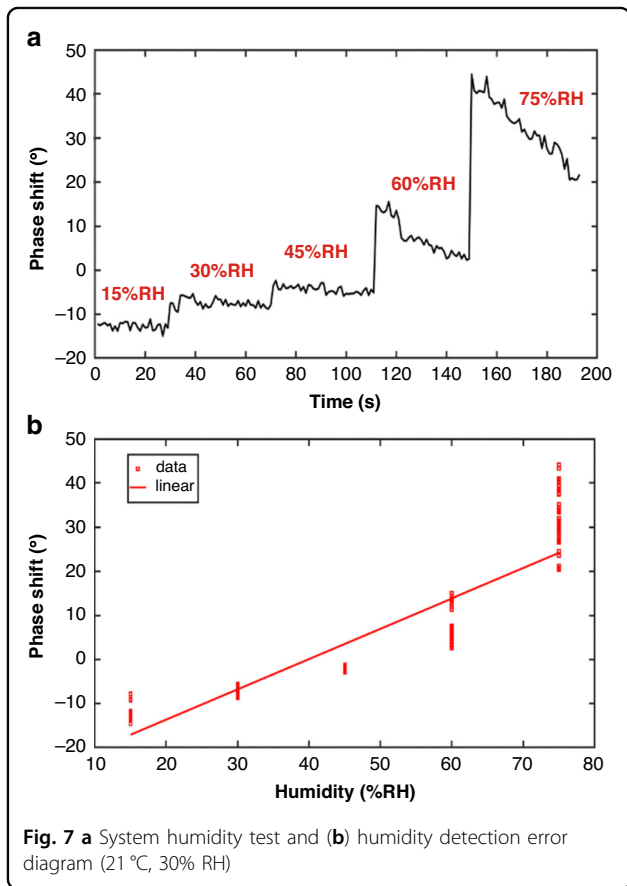 a
50
40
30
20
10
0
−10
−20
Phase shift (°)
15%RH
30%RH
45%RH
60%RH
75%RH
0 20 40 60 80 100 120 140 160 180 200
Time (s)
b
50
40
30
20
10
0
−10
−20
Phase shift (°)
data
linear
10 20 30 40 50 60 70 80
Humidity (%RH)
Fig. 7 a System humidity test and (b) humidity detection error
diagram (21 °C, 30% RH)